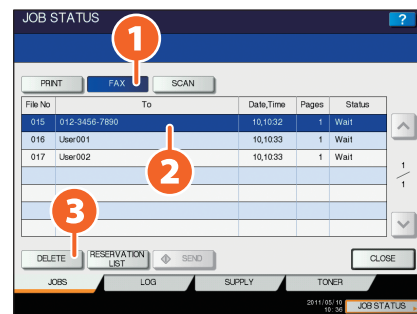 JOB STATUS
?
1
PRINT FAX SCAN
File No To Date,Time Pages Status
015 012-3456-7890 10,10:32 1 Wait
016 User001 10,10:33 1 Wait
017 User002 10,10:33 1 Wait
2
1
1
3
DELETE RESERVATION LIST SEND CLOSE
JOBS LOG SUPPLY TONER
2011/05/10
10:36
JOB STATUS